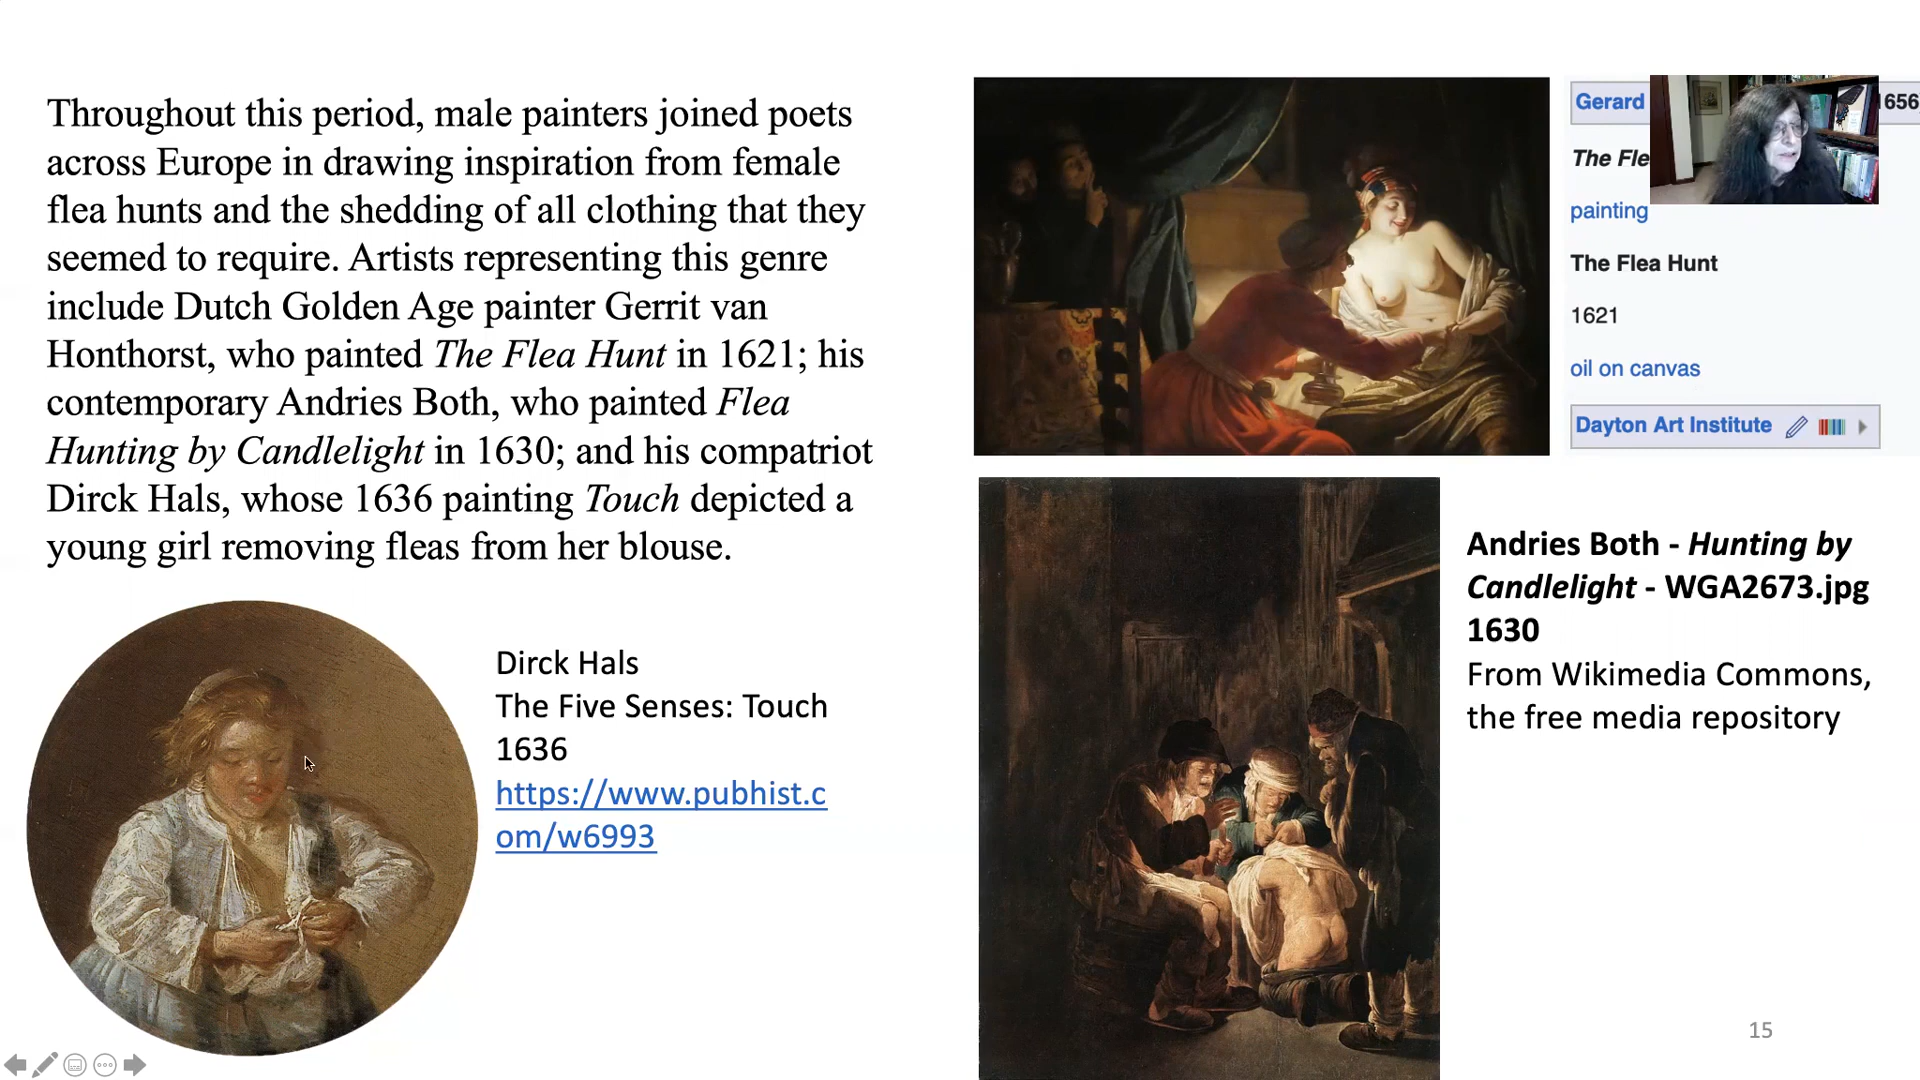 Throughout this period, male painters joined poets
across Europe in drawing inspiration from female
flea hunts and the shedding of all clothing that they
seemed to require. Artists representing this genre
include Dutch Golden Age painter Gerrit van
Honthorst, who painted The Flea Hunt in 1621; his
contemporary Andries Both, who painted Flea
Hunting by Candlelight in 1630; and his compatriot
Dirck Hals, whose 1636 painting Touch depicted a
young girl removing fleas from her blouse.
Dirck Hals
The Five Senses: Touch
1636
https://www.pubhist.c
om/w6993
Gerard 1656
The Fle
painting
The Flea Hunt
1621
oil on canvas
Dayton Art Institute
Andries Both - Hunting by
Candlelight - WGA2673.jpg
1630
From Wikimedia Commons,
the free media repository
15